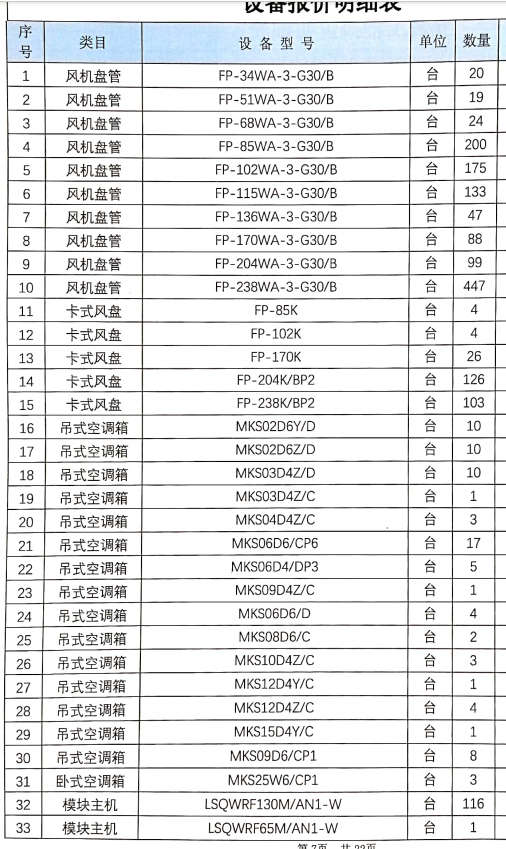 设备报价明细表
序号 类目 设备型号 单位 数量
1 风机盘管 FP-34WA-3-G30/B 台 20
2 风机盘管 FP-51WA-3-G30/B 台 19
3 风机盘管 FP-68WA-3-G30/B 台 24
4 风机盘管 FP-85WA-3-G30/B 台 200
5 风机盘管 FP-102WA-3-G30/B 台 175
6 风机盘管 FP-115WA-3-G30/B 台 133
7 风机盘管 FP-136WA-3-G30/B 台 47
8 风机盘管 FP-170WA-3-G30/B 台 88
9 风机盘管 FP-204WA-3-G30/B 台 99
10 风机盘管 FP-238WA-3-G30/B 台 447
11 卡式风盘 FP-85K 台 4
12 卡式风盘 FP-102K 台 4
13 卡式风盘 FP-170K 台 26
14 卡式风盘 FP-204K/BP2 台 126
15 卡式风盘 FP-238K/BP2 台 103
16 吊式空调箱 MKS02D6Y/D 台 10
17 吊式空调箱 MKS02D6Z/D 台 10
18 吊式空调箱 MKS03D4Z/D 台 10
19 吊式空调箱 MKS03D4Z/C 台 1
20 吊式空调箱 MKS04D4Z/C 台 3
21 吊式空调箱 MKS06D6/CP6 台 17
22 吊式空调箱 MKS06D4/DP3 台 5
23 吊式空调箱 MKS09D4Z/C 台 1
24 吊式空调箱 MKS06D6/D 台 4
25 吊式空调箱 MKS08D6/C 台 2
26 吊式空调箱 MKS10D4Z/C 台 3
27 吊式空调箱 MKS12D4Y/C 台 1
28 吊式空调箱 MKS12D4Z/C 台 4
29 吊式空调箱 MKS15D4Y/C 台 1
30 吊式空调箱 MKS09D6/CP1 台 8
31 卧式空调箱 MKS25W6/CP1 台 3
32 模块主机 LSQWRF130M/AN1-W 台 116
33 模块主机 LSQWRF65M/AN1-W 台 1
第7页 共22页